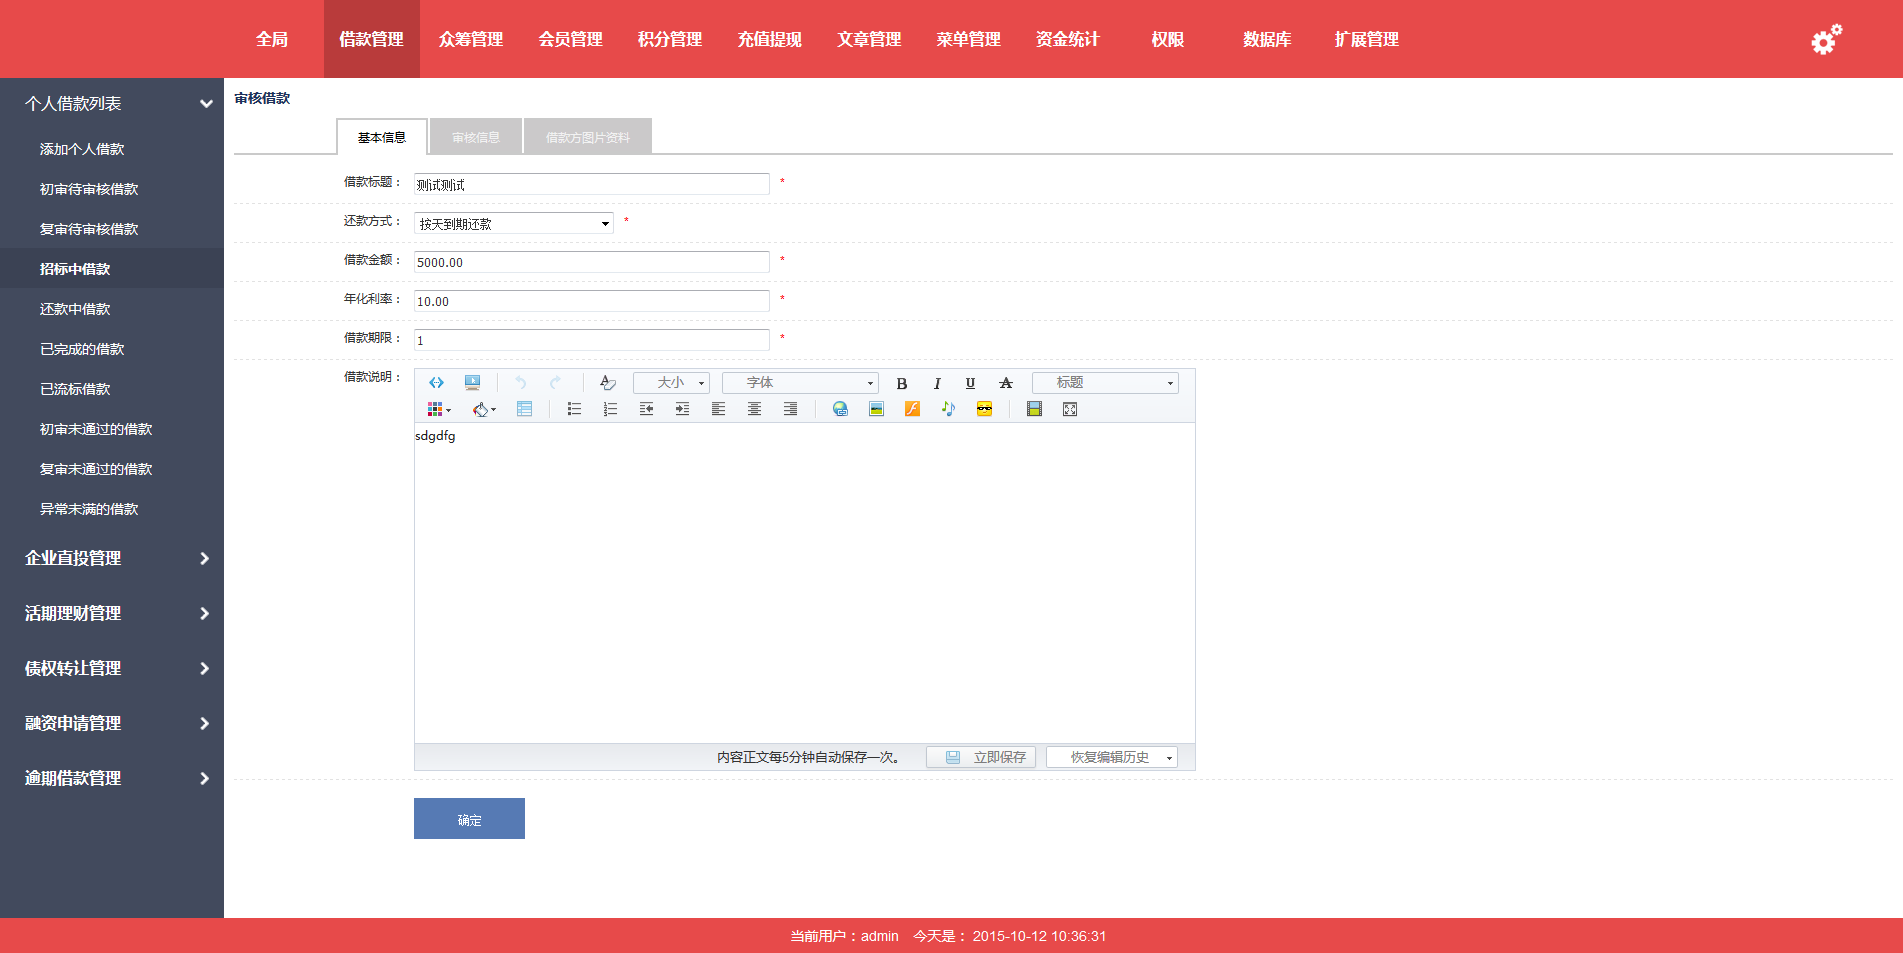 全局 借款管理 众筹管理 会员管理 积分管理 充值提现 文章管理 菜单管理 资金统计 权限 数据库 扩展管理
个人借款列表
添加个人借款
初审待审核借款
复审待审核借款
招标中借款
还款中借款
已完成的借款
已流标借款
初审未通过的借款
复审未通过的借款
异常未满的借款
企业直投管理
活期理财管理
债权转让管理
融资申请管理
逾期借款管理
审核借款
基本信息 审核信息 借款方图片资料
借款标题： 测试测试 *
还款方式： 按天到期还款 *
借款金额： 5000.00 *
年化利率： 10.00 *
借款期限： 1 *
借款说明： 大小 字体 B I U A 标题
sdgdfg
内容正文每5分钟自动保存一次。 立即保存 恢复编辑历史
确定
当前用户：admin 今天是： 2015-10-12 10:36:31